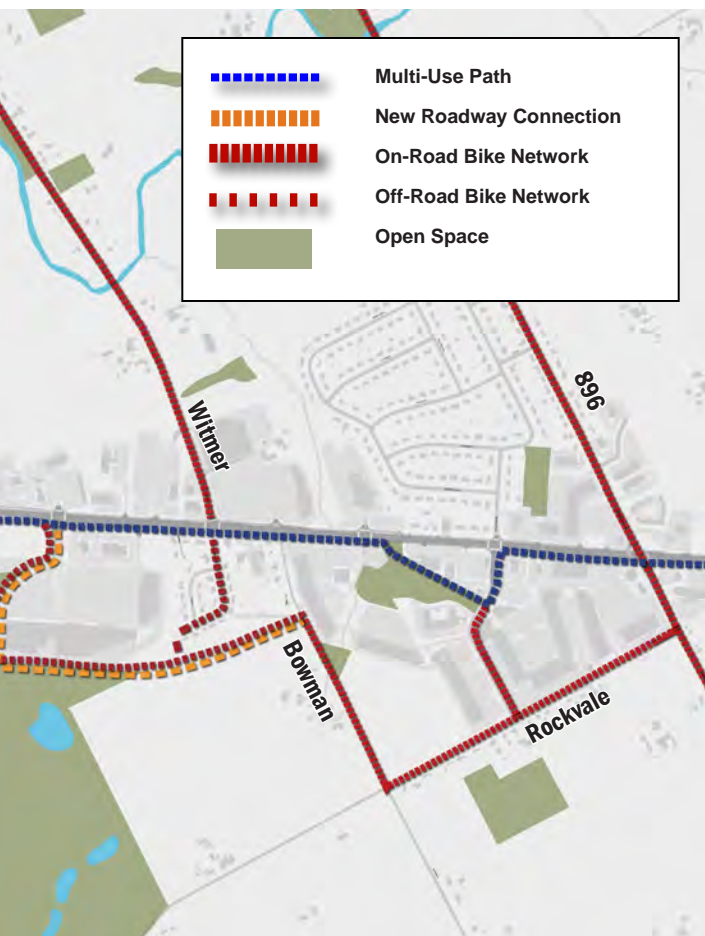 Multi-Use Path
New Roadway Connection
On-Road Bike Network
Off-Road Bike Network
Open Space
896
Witmer
Bowman
Rockvale